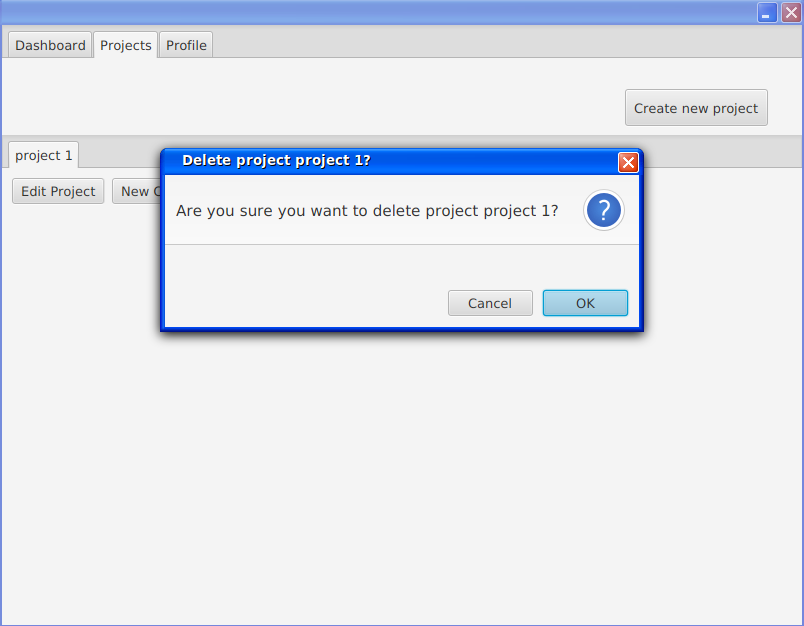 Dashboard Projects Profile
Create new project
project 1
Delete project project 1?
Edit Project New
Are you sure you want to delete project project 1?
?
Cancel OK